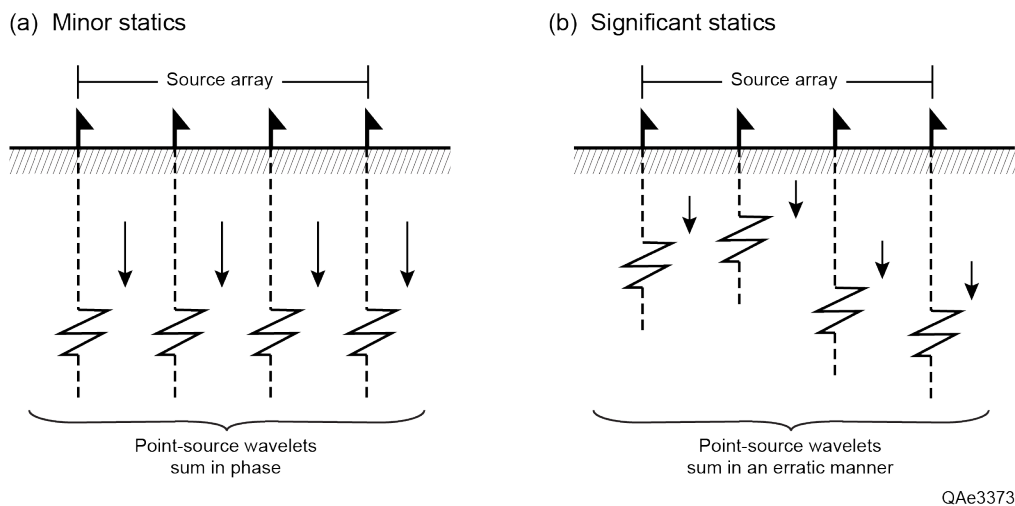 (a) Minor statics
Source array
Point-source wavelets
sum in phase
(b) Significant statics
Source array
Point-source wavelets
sum in an erratic manner
QAe3373